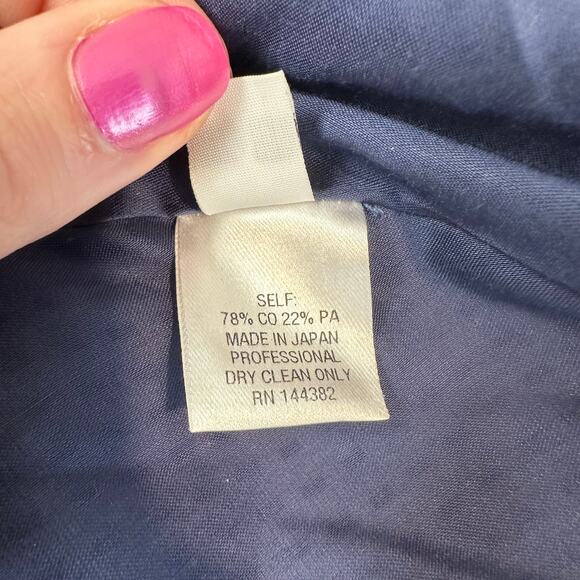 SELF:
78% CO 22% PA
MADE IN JAPAN
PROFESSIONAL
DRY CLEAN ONLY
RN 144382